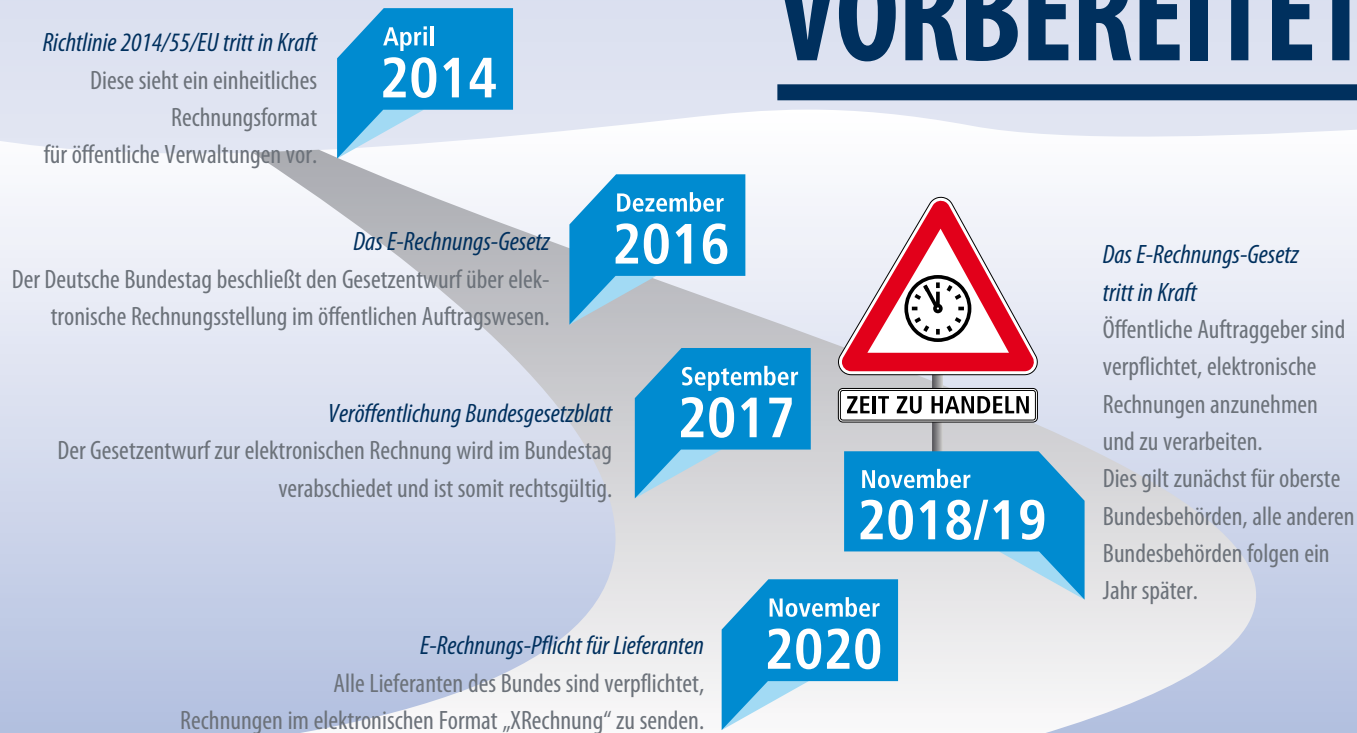 VORBEREITET
Richtlinie 2014/55/EU tritt in Kraft
Diese sieht ein einheitliches
Rechnungsformat
für öffentliche Verwaltungen vor.
April
2014
Das E-Rechnungs-Gesetz
Der Deutsche Bundestag beschließt den Gesetzentwurf über elek-
tronische Rechnungsstellung im öffentlichen Auftragswesen.
Dezember
2016
Veröffentlichung Bundesgesetzblatt
Der Gesetzentwurf zur elektronischen Rechnung wird im Bundestag
verabschiedet und ist somit rechtsgültig.
September
2017
ZEIT ZU HANDELN
November
2018/19
Das E-Rechnungs-Gesetz
tritt in Kraft
Öffentliche Auftraggeber sind
verpflichtet, elektronische
Rechnungen anzunehmen
und zu verarbeiten.
Dies gilt zunächst für oberste
Bundesbehörden, alle anderen
Bundesbehörden folgen ein
Jahr später.
E-Rechnungs-Pflicht für Lieferanten
Alle Lieferanten des Bundes sind verpflichtet,
Rechnungen im elektronischen Format „XRechnung“ zu senden.
November
2020